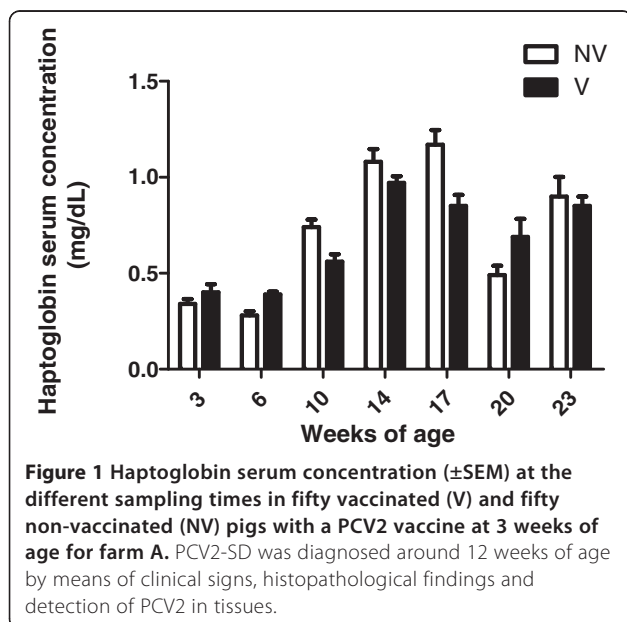 NV
V
Haptoglobin serum concentration
(mg/dL)
1.5
1.0
0.5
0.0
3 6 10 14 17 20 23
Weeks of age
Figure 1 Haptoglobin serum concentration (±SEM) at the
different sampling times in fifty vaccinated (V) and fifty
non-vaccinated (NV) pigs with a PCV2 vaccine at 3 weeks of
age for farm A. PCV2-SD was diagnosed around 12 weeks of age
by means of clinical signs, histopathological findings and
detection of PCV2 in tissues.